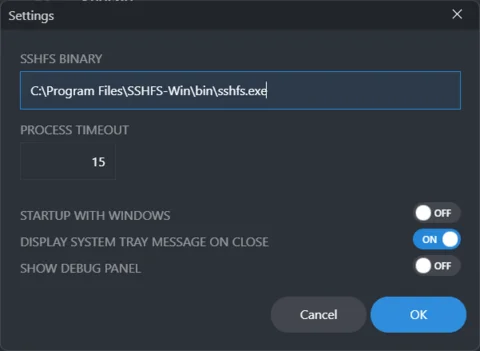 Settings
SSHFS BINARY
C:\Program Files\SSHFS-Win\bin\sshfs.exe
PROCESS TIMEOUT
15
STARTUP WITH WINDOWS OFF
DISPLAY SYSTEM TRAY MESSAGE ON CLOSE ON
SHOW DEBUG PANEL OFF
Cancel OK